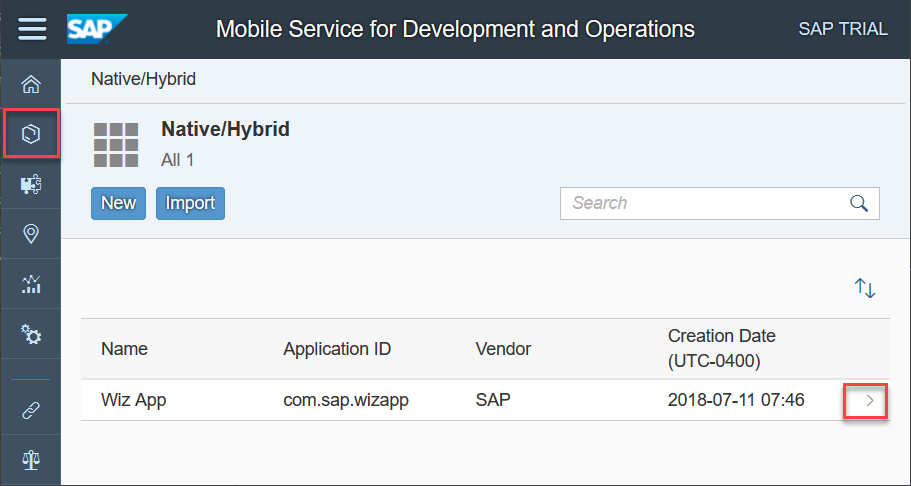 SAP Mobile Service for Development and Operations SAP TRIAL
Native/Hybrid
Native/Hybrid
All 1
New Import Search
Name Application ID Vendor Creation Date
(UTC-0400)
Wiz App com.sap.wizapp SAP 2018-07-11 07:46